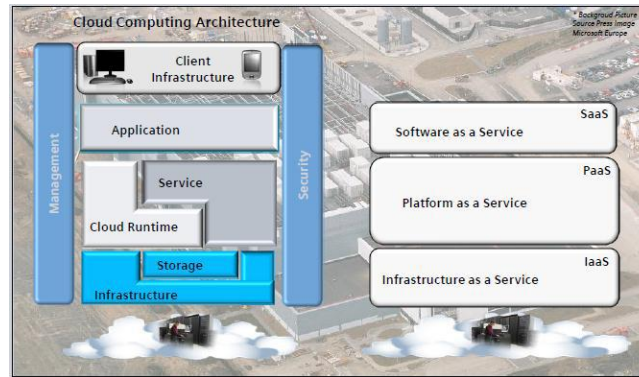 Cloud Computing Architecture
* Backgroud Picture
Source Press Image
Microsoft Europe
Client
Infrastructure
Management
Security
Application
Service
Cloud Runtime
Storage
Infrastructure
SaaS
Software as a Service
PaaS
Platform as a Service
IaaS
Infrastructure as a Service